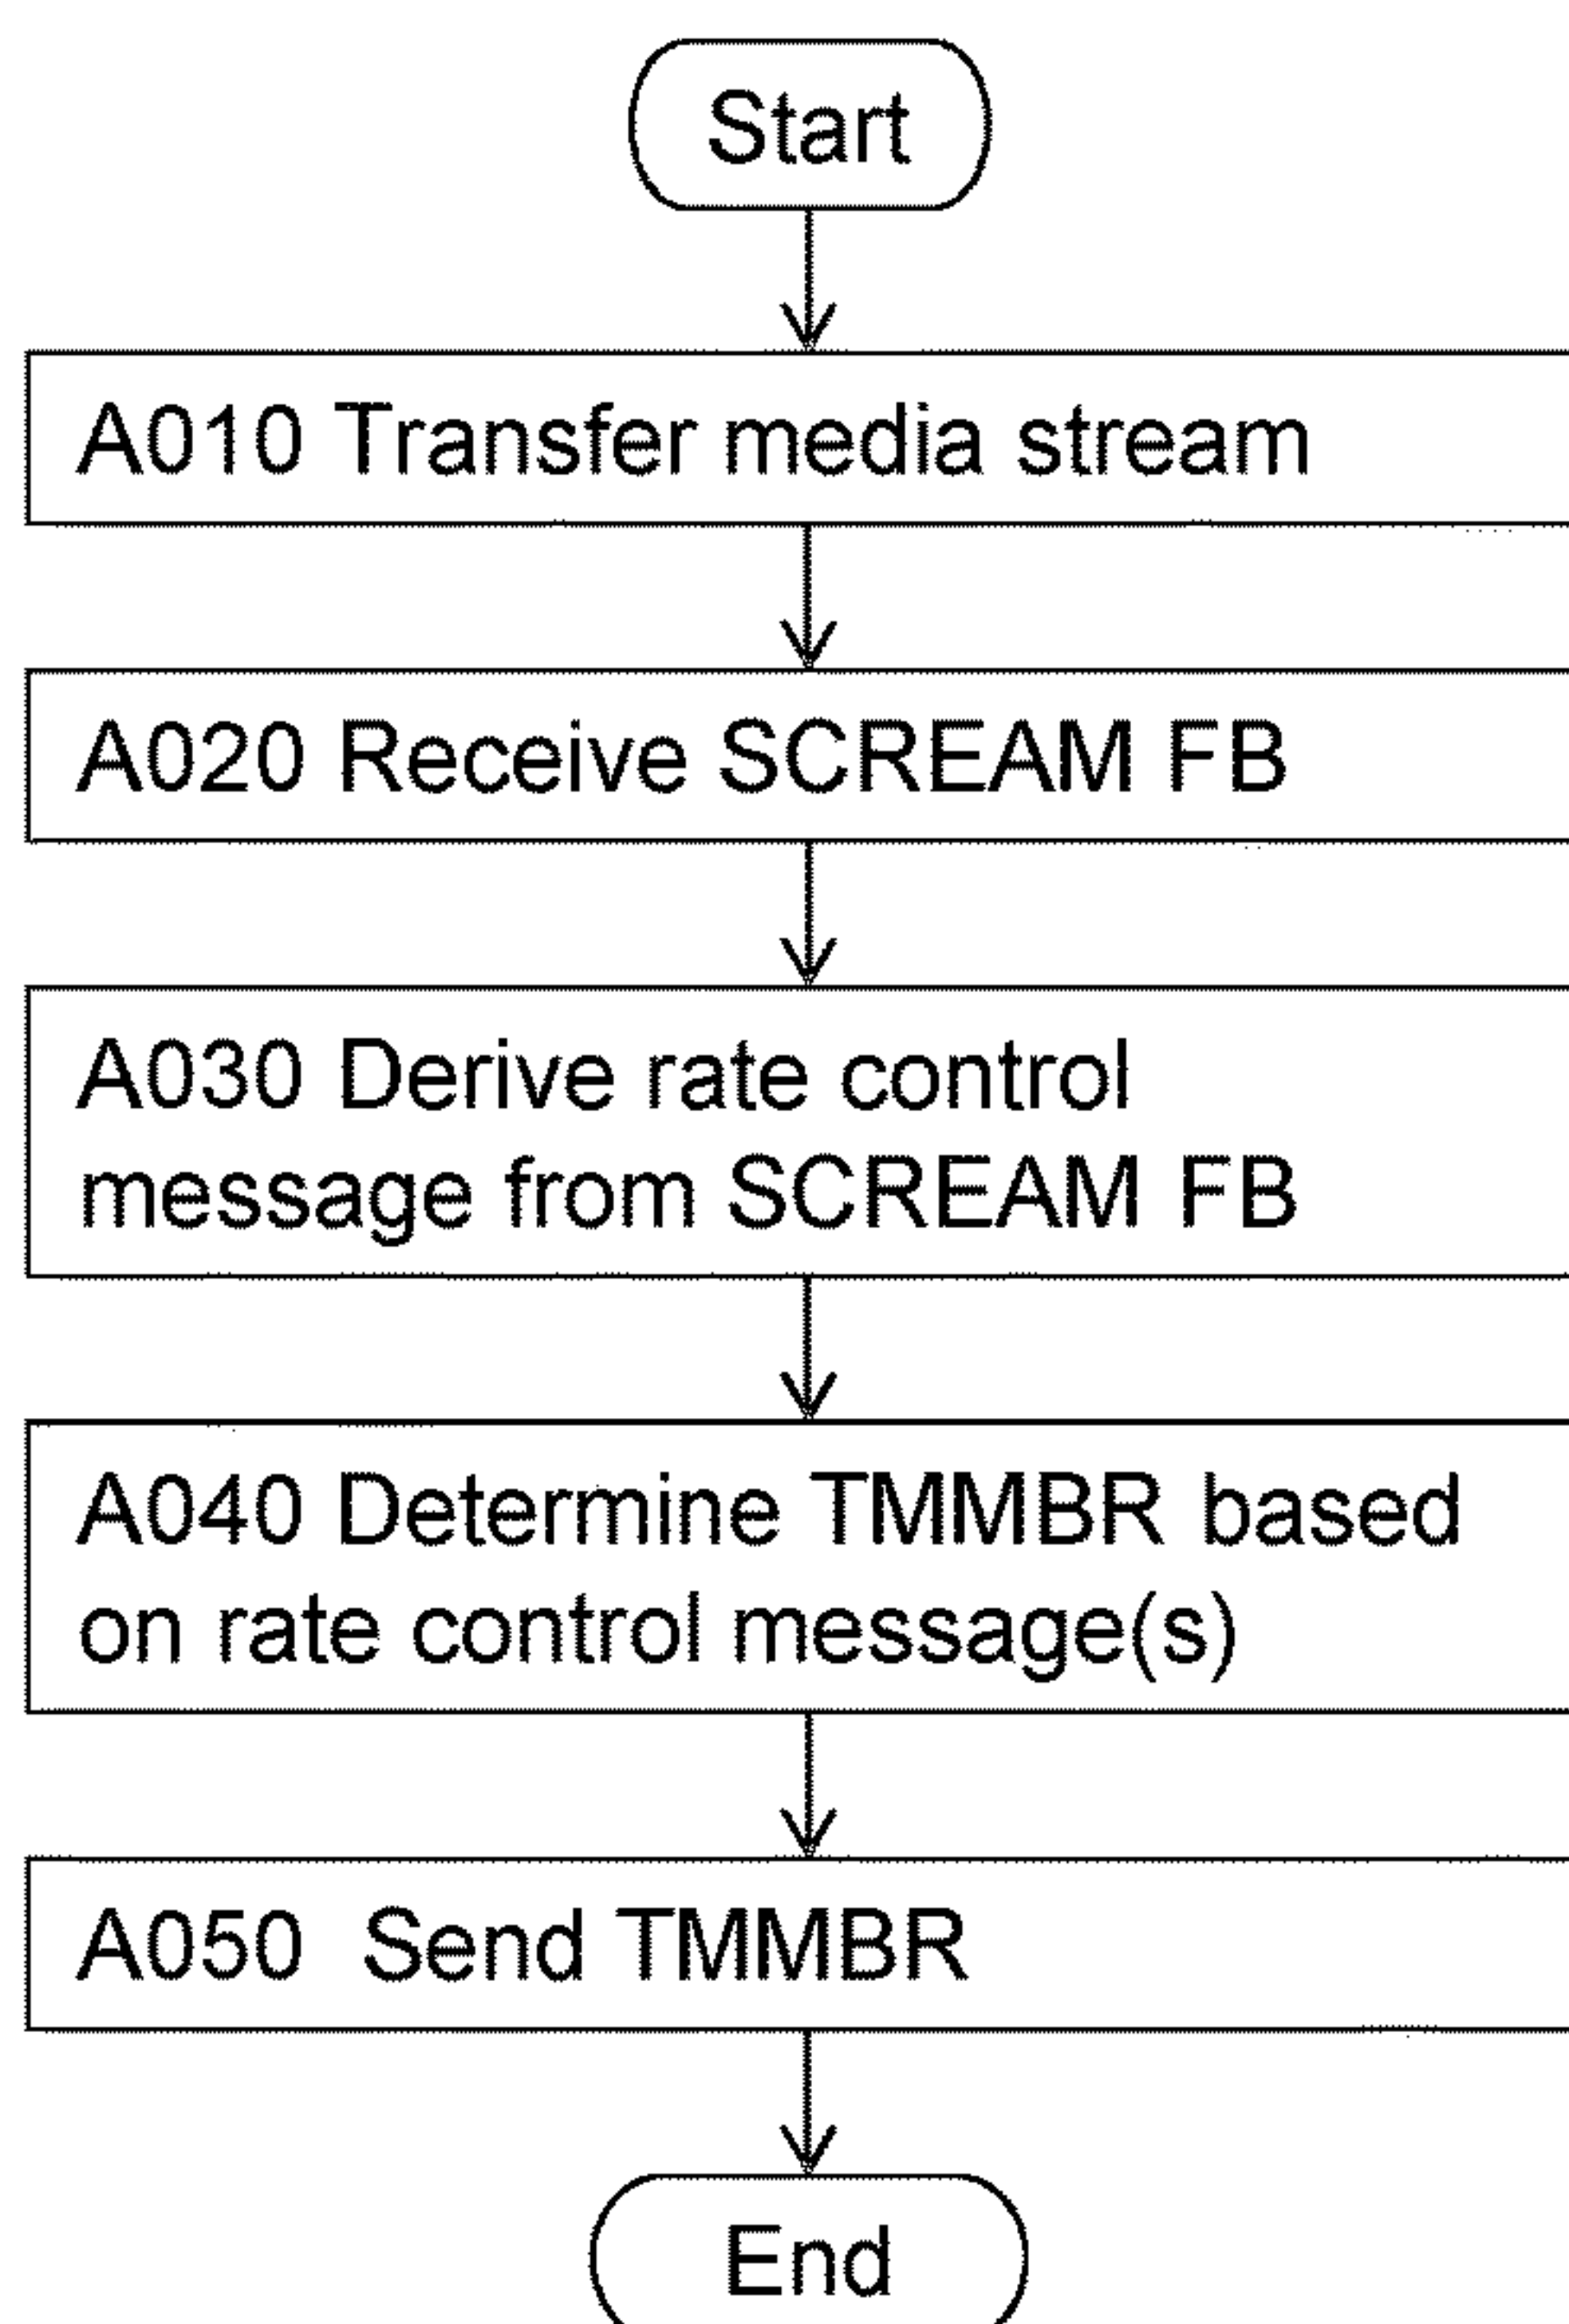 Start
A010 Transfer media stream
A020 Receive SCREAM FB
A030 Derive rate control
message from SCREAM FB
A040 Determine TMMBR based
on rate control message(s)
A050 Send TMMBR
End